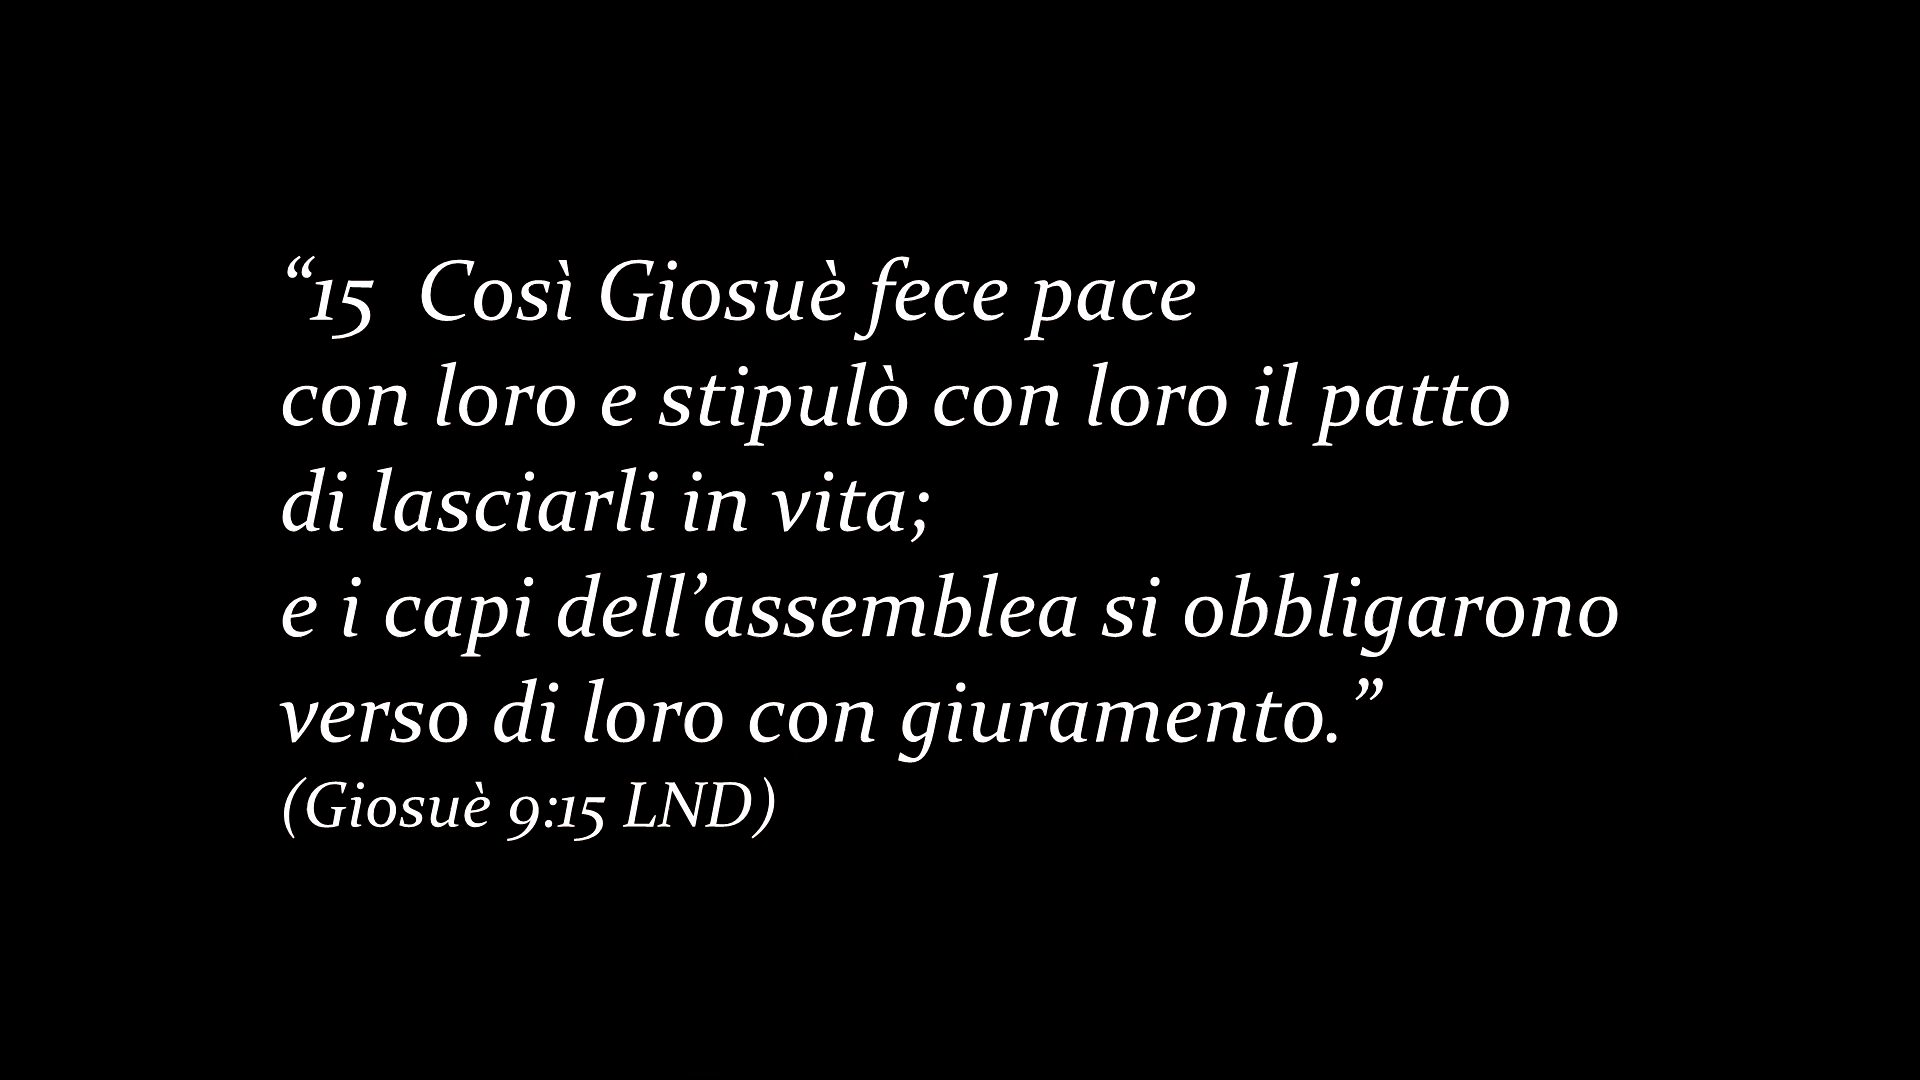 “15  Così Giosuè fece pace
con loro e stipulò con loro il patto
di lasciarli in vita;
e i capi dell’assemblea si obbligarono
verso di loro con giuramento.”
(Giosuè 9:15 LND)